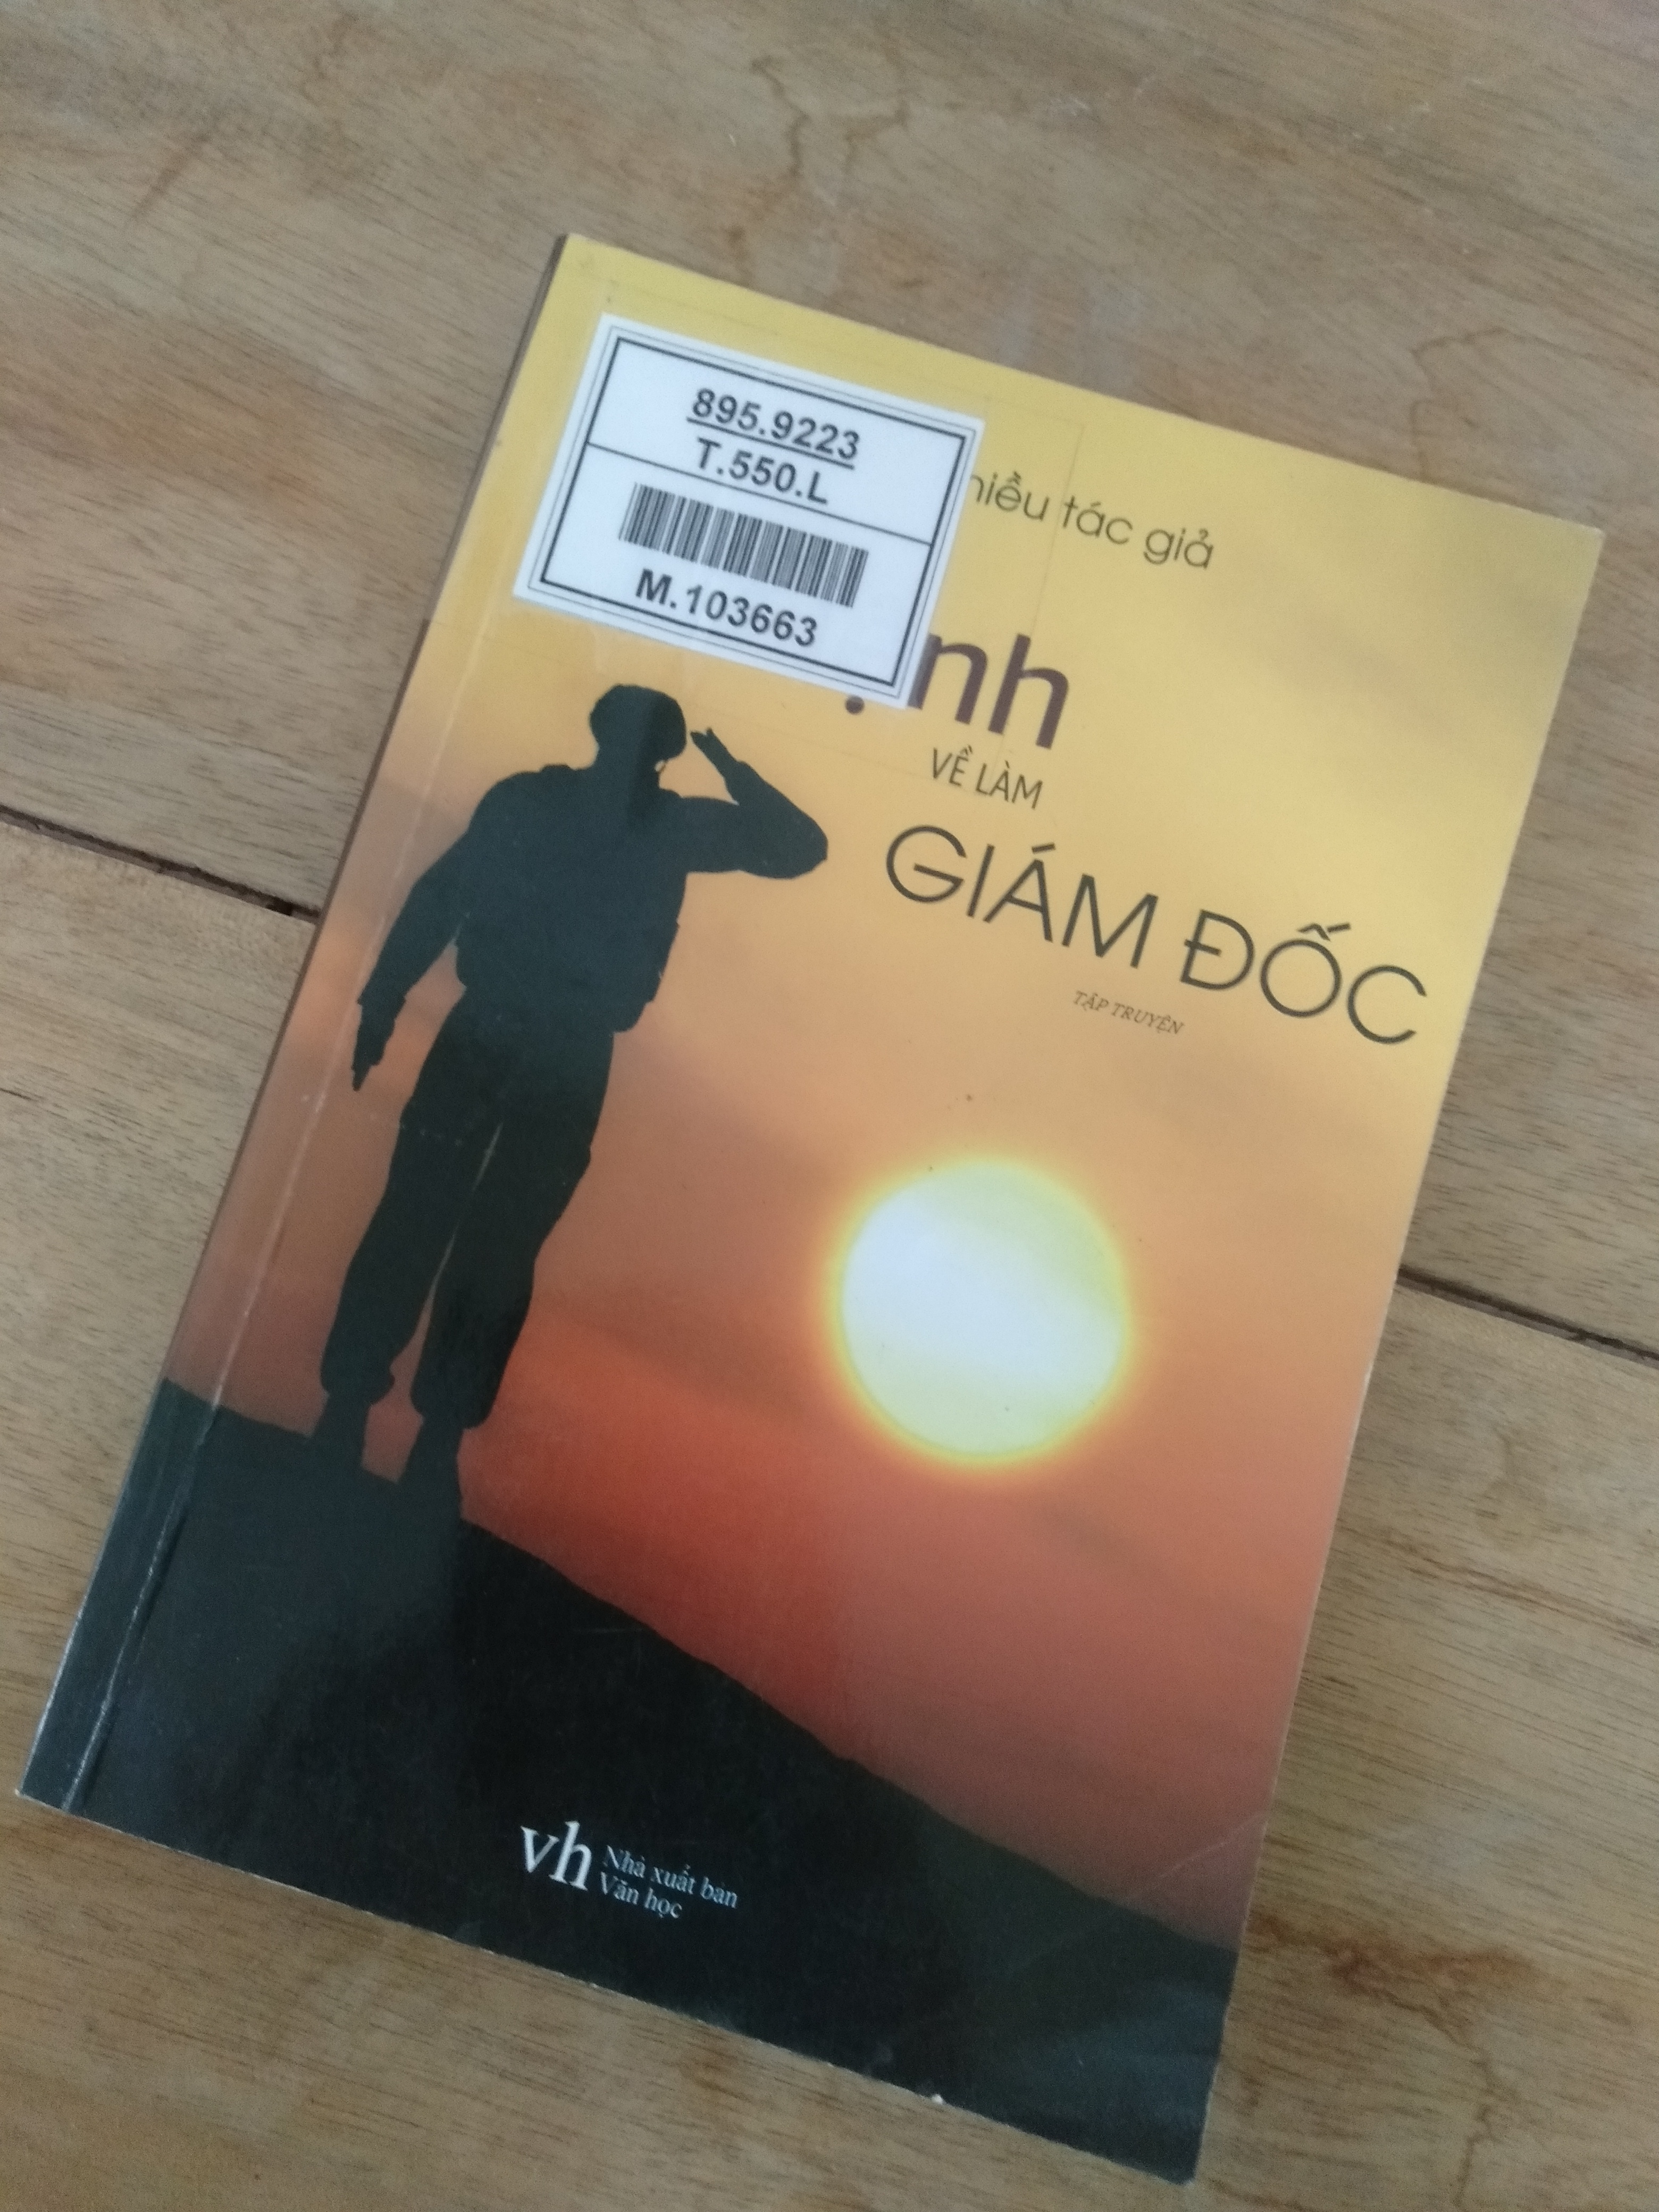 895.9223
T.550.L
M.103663
hiều tác giả
ịnh
VỀ LÀM
GIÁM ĐỐC
TẬP TRUYỆN
vh Nhà xuất bản
Văn học